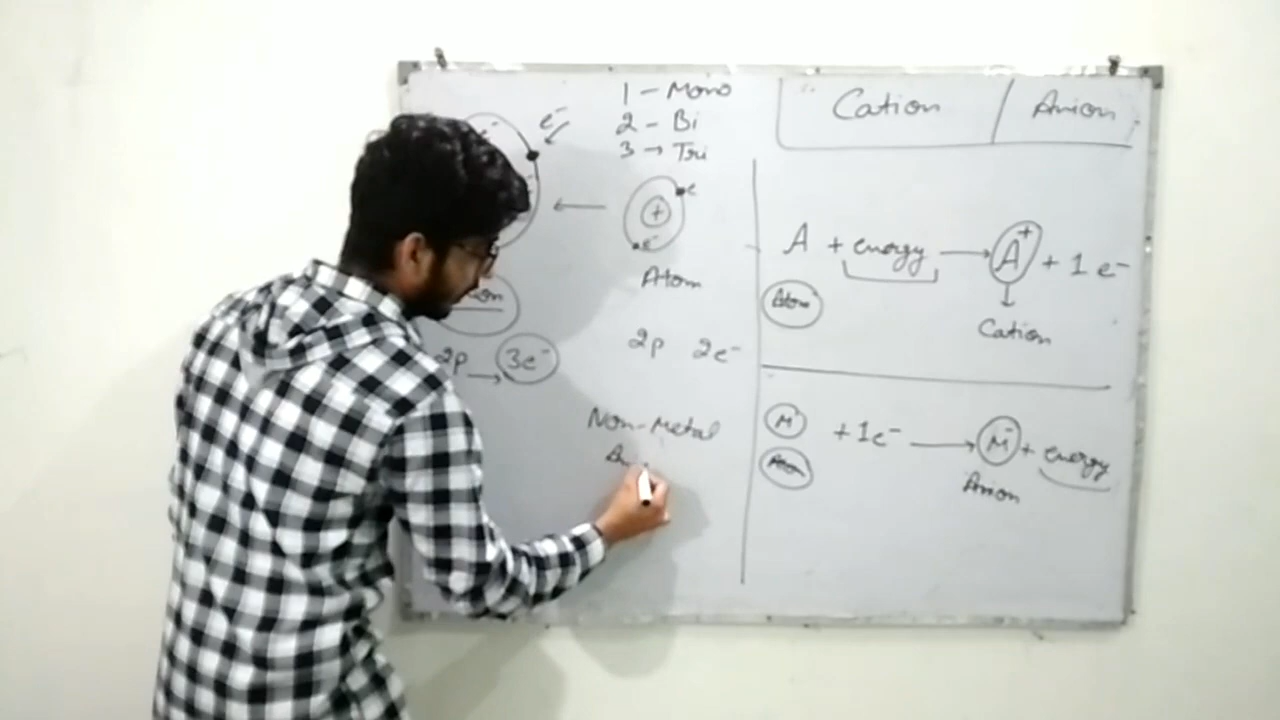 1 - Mono
2 - Bi
3 → Tri
e⁻
+
e
e⁻
Atom
2p → 3e⁻
2p 2e⁻
Non-Metal
Cation Anion
A + energy → A⁺ + 1 e⁻
Atom
Cation
M + 1e⁻ → M⁻ + energy
Atom
Anion